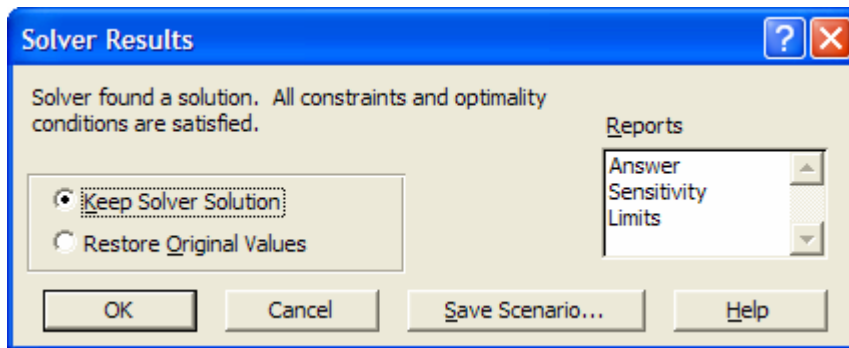 Solver Results
Solver found a solution. All constraints and optimality
conditions are satisfied.
Reports
Answer
Sensitivity
Limits
Keep Solver Solution
Restore Original Values
OK
Cancel
Save Scenario...
Help